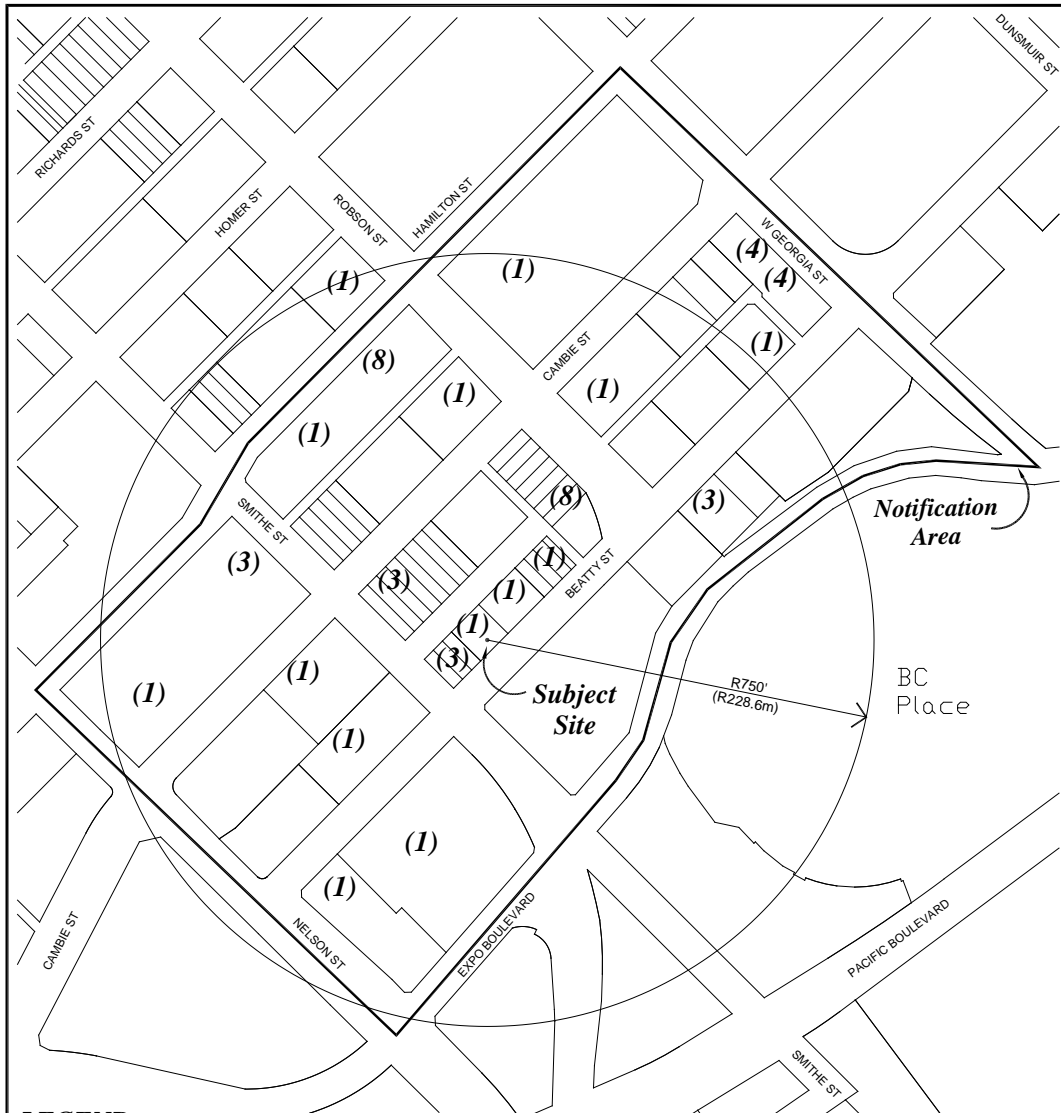 DUNSMUIR ST
RICHARDS ST
HOMER ST
ROBSON ST
HAMILTON ST
W GEORGIA ST
(4)
(4)
(1)
(1)
(8)
CAMBIE ST
(1)
(1)
(1)
(1)
SMITHE ST
(8)
(3)
Notification
Area
(3)
(3)
(1)
BEATTY ST
(1)
(1)
(3)
R750'
(R228.6m)
BC
Place
Subject
Site
(1)
(1)
(1)
(1)
(1)
NELSON ST
EXPO BOULEVARD
CAMBIE ST
PACIFIC BOULEVARD
SMITHE ST